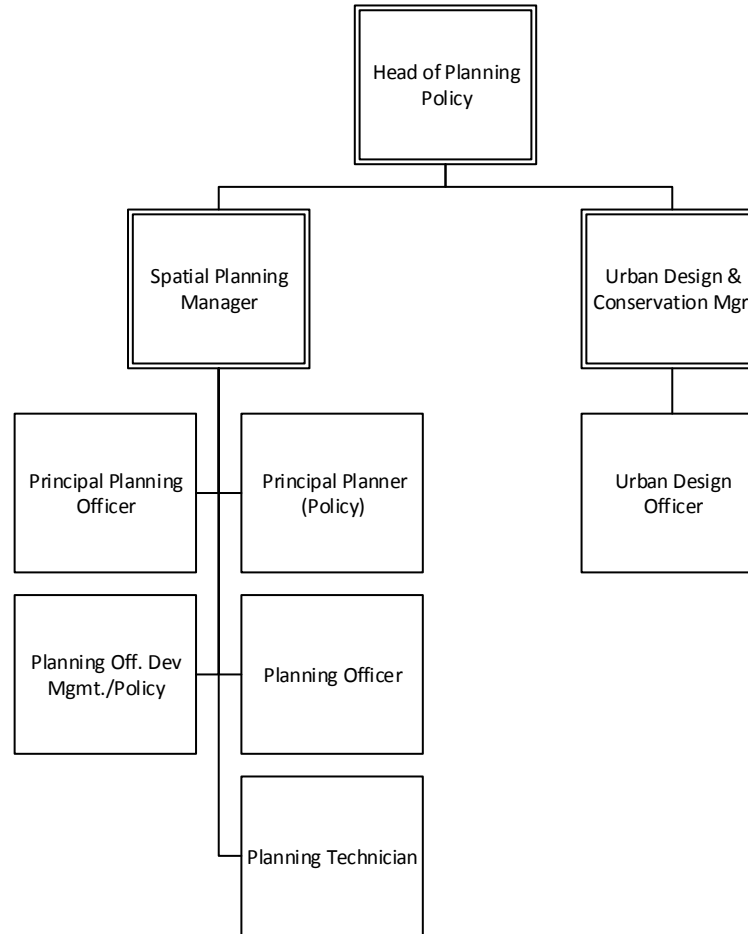 Head of Planning
Policy
Spatial Planning
Manager
Urban Design &
Conservation Mgr
Principal Planning
Officer
Principal Planner
(Policy)
Urban Design
Officer
Planning Off. Dev
Mgmt./Policy
Planning Officer
Planning Technician